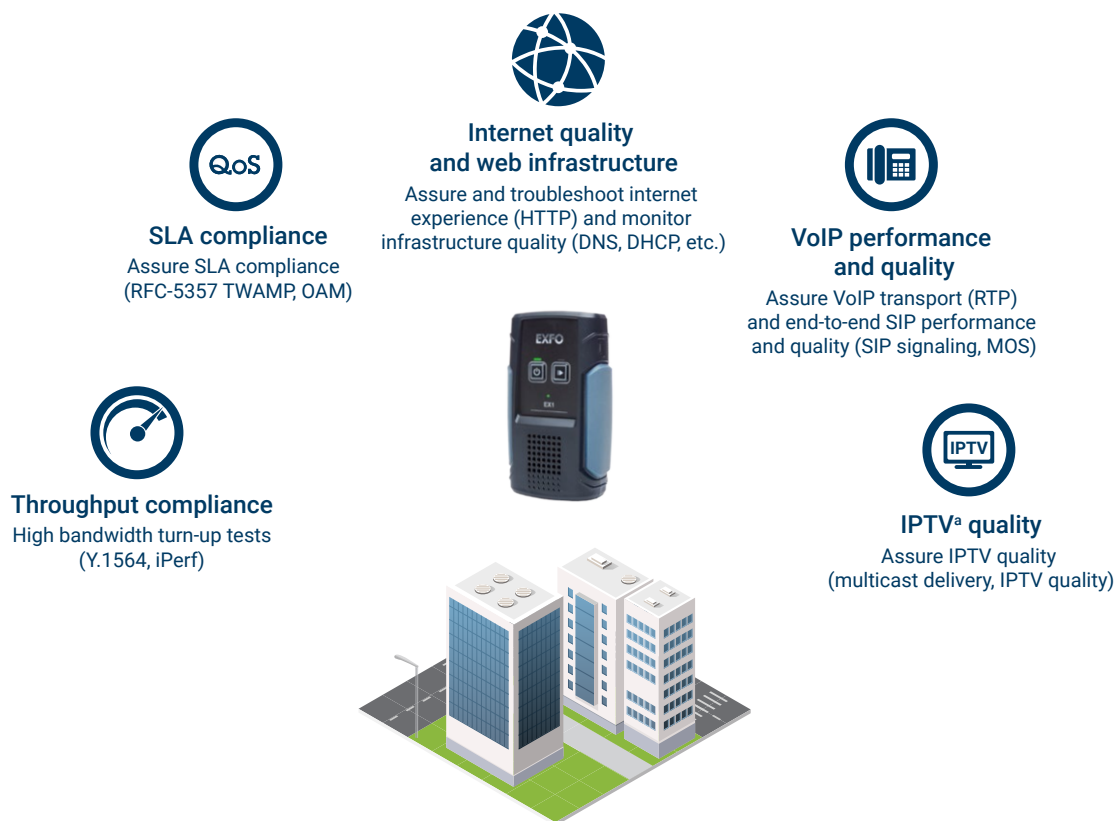 Internet quality
and web infrastructure
Assure and troubleshoot internet
experience (HTTP) and monitor
infrastructure quality (DNS, DHCP, etc.)
QoS
SLA compliance
Assure SLA compliance
(RFC-5357 TWAMP, OAM)
VoIP performance
and quality
Assure VoIP transport (RTP)
and end-to-end SIP performance
and quality (SIP signaling, MOS)
EXFO
EX1
Throughput compliance
High bandwidth turn-up tests
(Y.1564, iPerf)
IPTV
IPTVᵃ quality
Assure IPTV quality
(multicast delivery, IPTV quality)